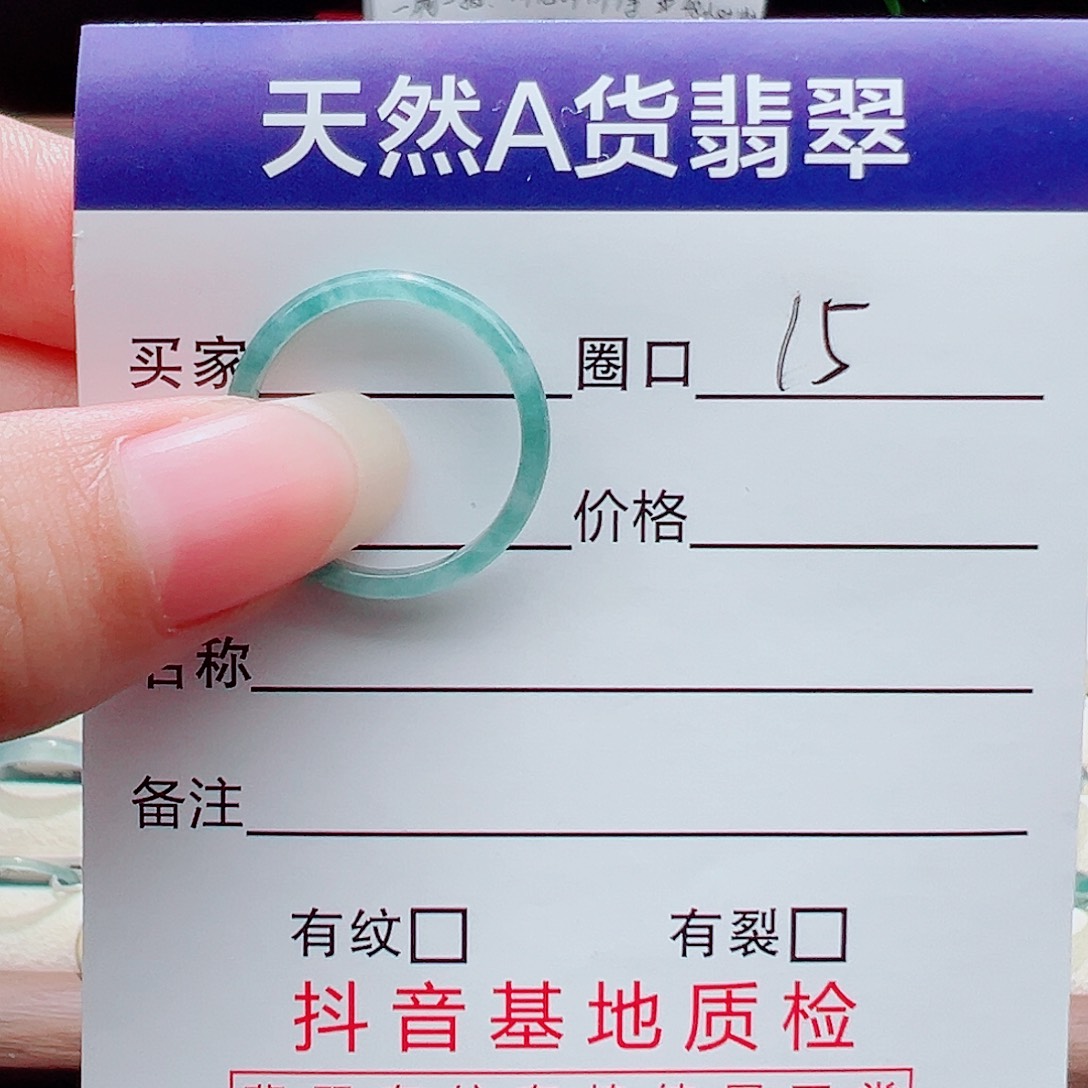 天然A货翡翠
买家 圈口 15
价格
名称
备注
有纹□ 有裂□
抖音基地质检